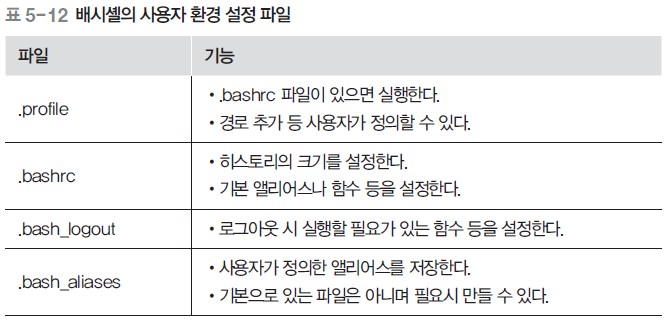 표 5-12 배시셸의 사용자 환경 설정 파일
파일 기능
.profile
• .bashrc 파일이 있으면 실행한다.
• 경로 추가 등 사용자가 정의할 수 있다.
.bashrc
• 히스토리의 크기를 설정한다.
• 기본 앨리어스나 함수 등을 설정한다.
.bash_logout • 로그아웃 시 실행할 필요가 있는 함수 등을 설정한다.
.bash_aliases
• 사용자가 정의한 앨리어스를 저장한다.
• 기본으로 있는 파일은 아니며 필요시 만들 수 있다.